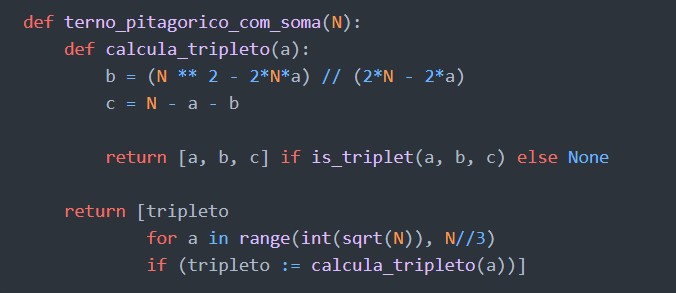 def terno_pitagorico_com_soma(N):
    def calcula_tripleto(a):
        b = (N ** 2 - 2*N*a) // (2*N - 2*a)
        c = N - a - b
        return [a, b, c] if is_triplet(a, b, c) else None
    return [tripleto
            for a in range(int(sqrt(N)), N//3)
            if (tripleto := calcula_tripleto(a))]